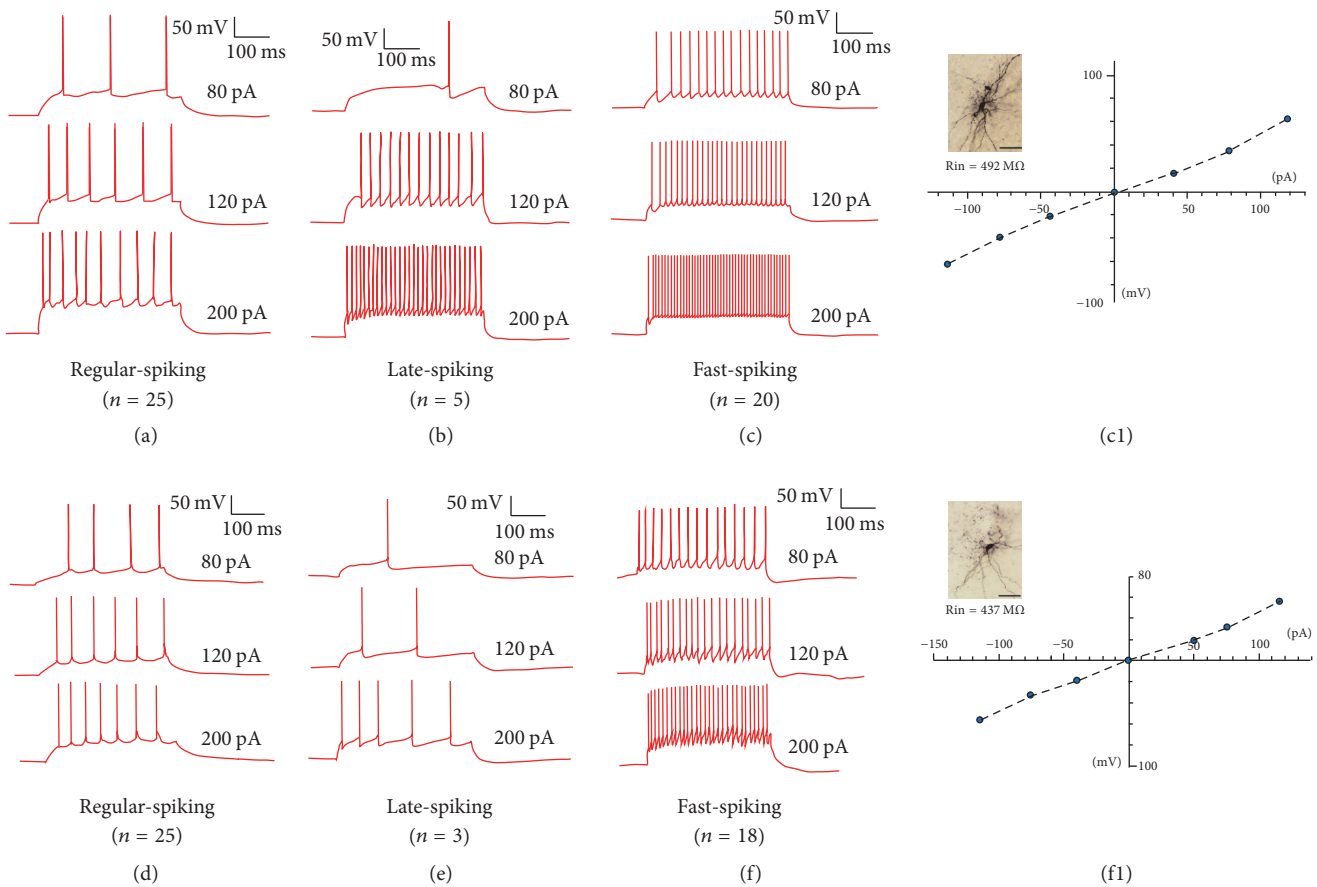 50 mV
100 ms
80 pA
120 pA
200 pA
Regular-spiking
(n = 25)
(a)
50 mV
100 ms
80 pA
120 pA
200 pA
Late-spiking
(n = 5)
(b)
50 mV
100 ms
80 pA
120 pA
200 pA
Fast-spiking
(n = 20)
(c)
Rin = 492 MΩ
100
(pA)
−100
−50
50
100
−100
(mV)
(c1)
50 mV
100 ms
80 pA
120 pA
200 pA
Regular-spiking
(n = 25)
(d)
50 mV
100 ms
80 pA
120 pA
200 pA
Late-spiking
(n = 3)
(e)
50 mV
100 ms
80 pA
120 pA
200 pA
Fast-spiking
(n = 18)
(f)
Rin = 437 MΩ
80
(pA)
−150
−100
−50
50
100
(mV)
100
(f1)